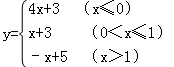 y=
4x+3 （x≤0）
x+3 （0<x≤1）
-x+5 （x>1）